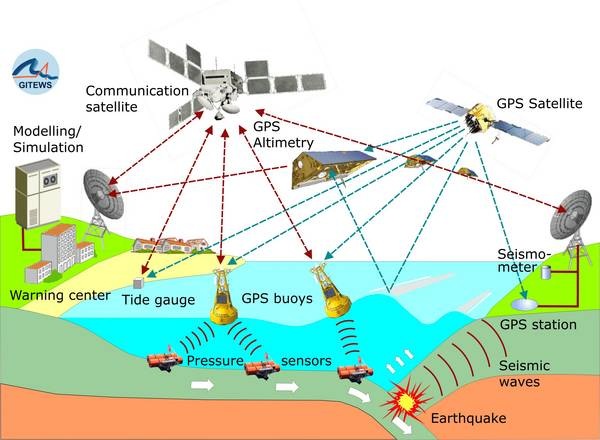 GITEWS
Communication
satellite
GPS Satellite
Modelling/
Simulation
GPS
Altimetry
Seismo-
meter
Warning center
Tide gauge
GPS buoys
GPS station
Pressure sensors
Seismic
waves
Earthquake